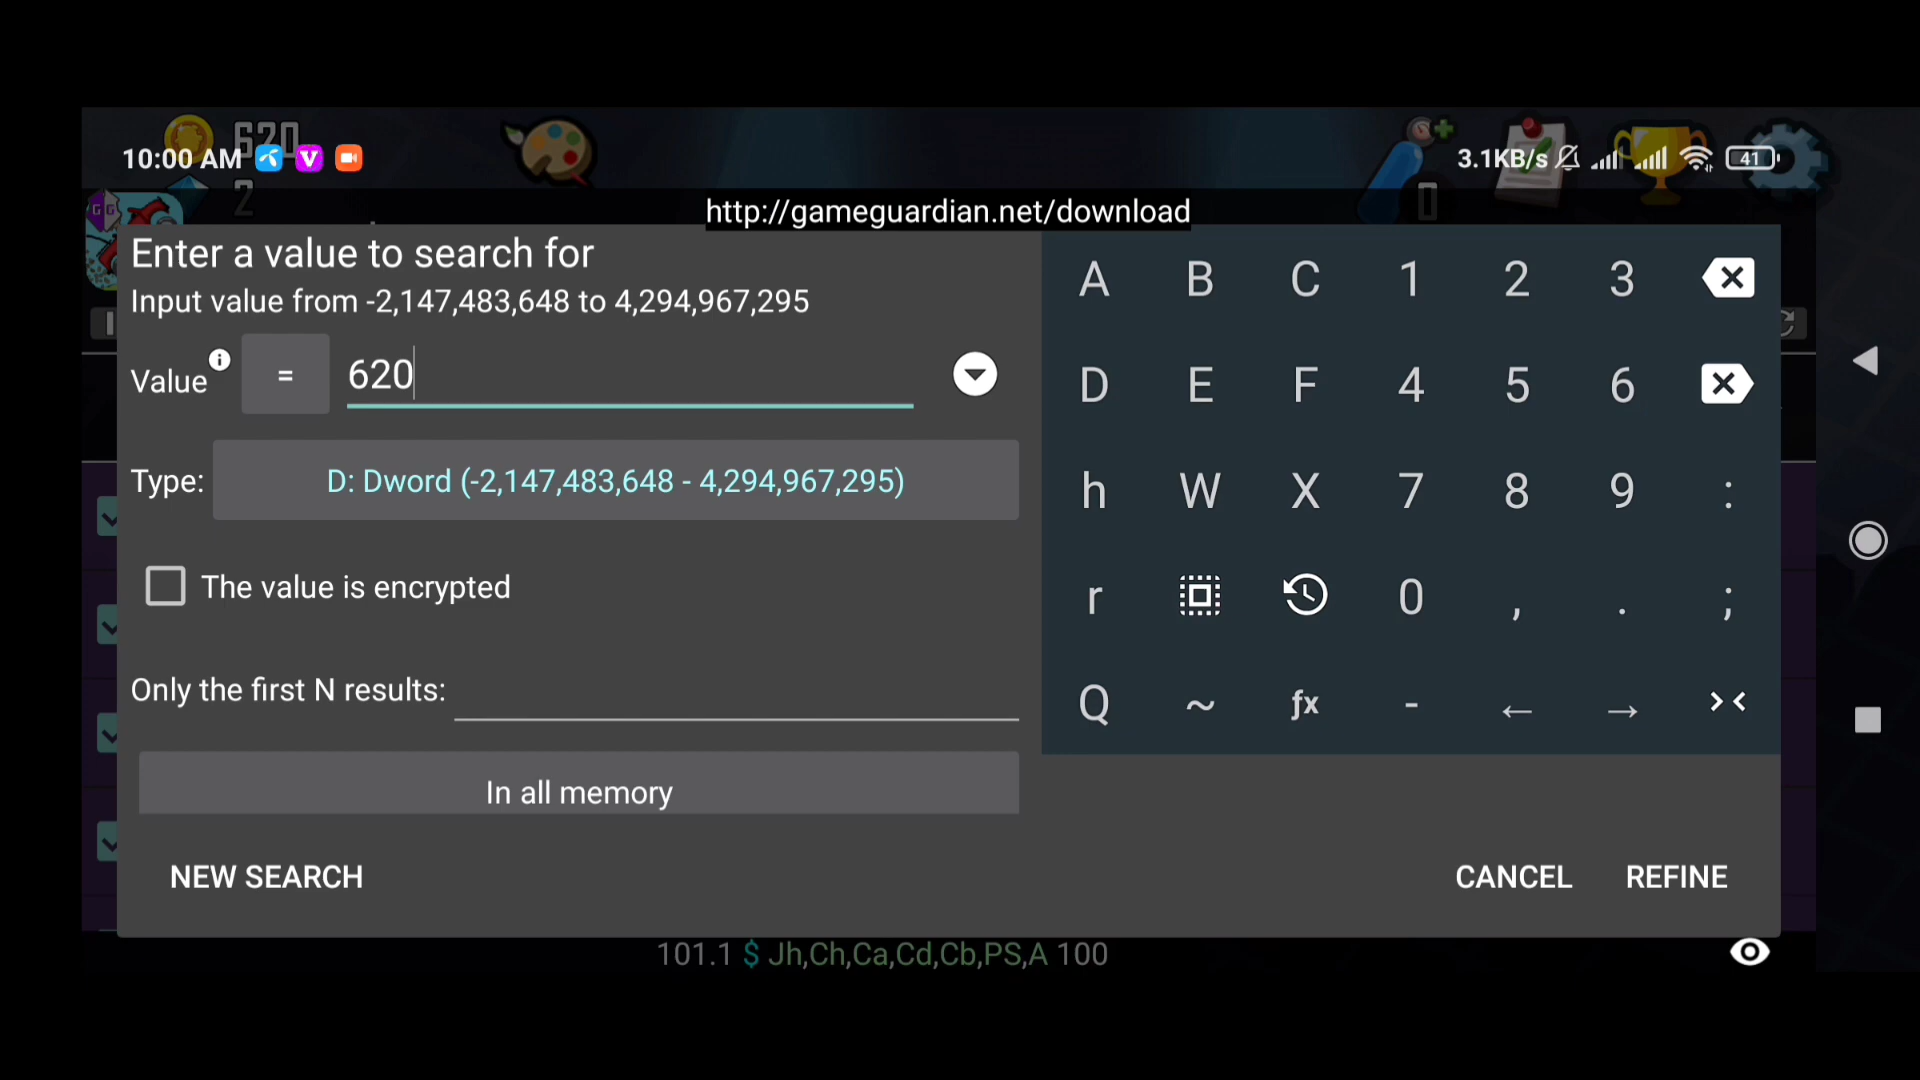 620
10:00 AM
3.1KB/s
41
2
0
http://gameguardian.net/download
Enter a value to search for
Input value from -2,147,483,648 to 4,294,967,295
Value = 620
Type: D: Dword (-2,147,483,648 - 4,294,967,295)
The value is encrypted
Only the first N results:
In all memory
A B C 1 2 3
D E F 4 5 6
h W X 7 8 9 :
r 0 , . ;
Q ~ ƒx - ← → ><
NEW SEARCH
CANCEL
REFINE
101.1 $ Jh,Ch,Ca,Cd,Cb,PS,A 100